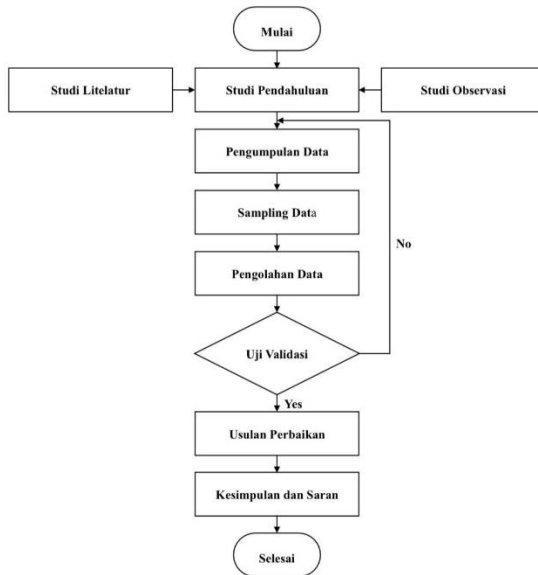 Mulai
Studi Litelatur
Studi Pendahuluan
Studi Observasi
Pengumpulan Data
Sampling Data
Pengolahan Data
No
Uji Validasi
Yes
Usulan Perbaikan
Kesimpulan dan Saran
Selesai